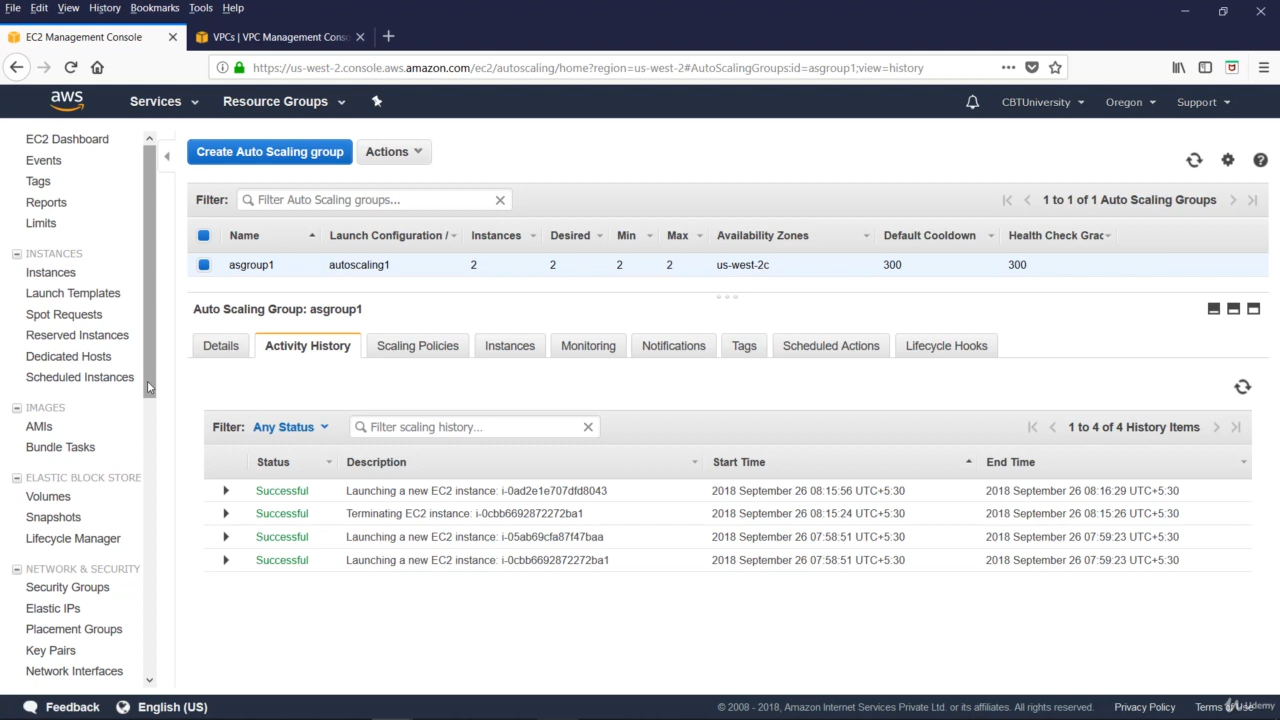 File Edit View History Bookmarks Tools Help
EC2 Management Console VPCs | VPC Management Conso
https://us-west-2.console.aws.amazon.com/ec2/autoscaling/home?region=us-west-2#AutoScalingGroups:id=asgroup1;view=history
aws Services Resource Groups CBTUniversity Oregon Support
EC2 Dashboard
Events
Tags
Reports
Limits
INSTANCES
Instances
Launch Templates
Spot Requests
Reserved Instances
Dedicated Hosts
Scheduled Instances
IMAGES
AMIs
Bundle Tasks
ELASTIC BLOCK STORE
Volumes
Snapshots
Lifecycle Manager
NETWORK & SECURITY
Security Groups
Elastic IPs
Placement Groups
Key Pairs
Network Interfaces
Create Auto Scaling group Actions
Filter: Filter Auto Scaling groups... 1 to 1 of 1 Auto Scaling Groups
Name Launch Configuration / Instances Desired Min Max Availability Zones Default Cooldown Health Check Grac
asgroup1 autoscaling1 2 2 2 2 us-west-2c 300 300
Auto Scaling Group: asgroup1
Details Activity History Scaling Policies Instances Monitoring Notifications Tags Scheduled Actions Lifecycle Hooks
Filter: Any Status Filter scaling history... 1 to 4 of 4 History Items
Status Description Start Time End Time
Successful Launching a new EC2 instance: i-0ad2e1e707dfd8043 2018 September 26 08:15:56 UTC+5:30 2018 September 26 08:16:29 UTC+5:30
Successful Terminating EC2 instance: i-0cbb6692872272ba1 2018 September 26 08:15:24 UTC+5:30 2018 September 26 08:15:26 UTC+5:30
Successful Launching a new EC2 instance: i-05ab69cfa87f47baa 2018 September 26 07:58:51 UTC+5:30 2018 September 26 07:59:23 UTC+5:30
Successful Launching a new EC2 instance: i-0cbb6692872272ba1 2018 September 26 07:58:51 UTC+5:30 2018 September 26 07:59:23 UTC+5:30
Feedback English (US) © 2008 - 2018, Amazon Internet Services Private Ltd. or its affiliates. All rights reserved. Privacy Policy Terms of Use
Udemy